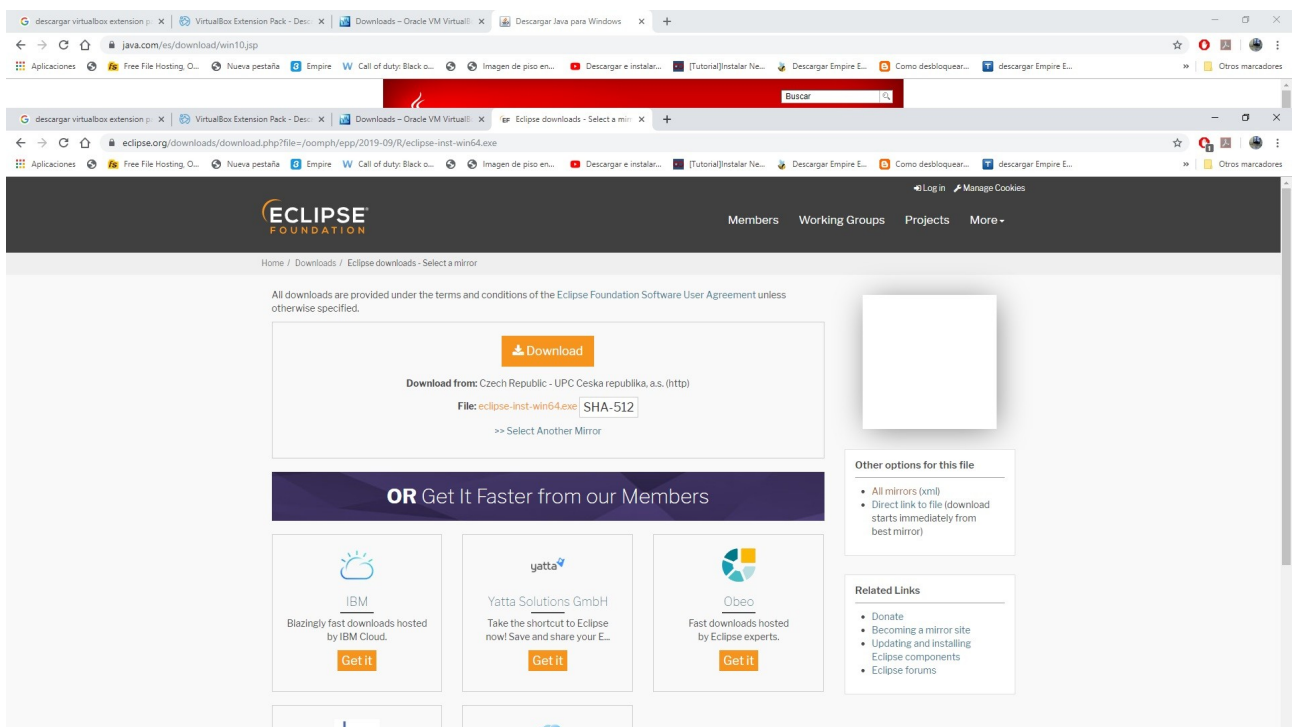 descargar virtualbox extension p VirtualBox Extension Pack - Desc Downloads – Oracle VM VirtualB Descargar Java para Windows
java.com/es/download/win10.jsp
Aplicaciones Free File Hosting, O... Nueva pestaña Empire Call of duty: Black o... Imagen de piso en... Descargar e instalar... [Tutorial]Instalar Ne... Descargar Empire E... Como desbloquear... descargar Empire E... » Otros marcadores
Buscar
descargar virtualbox extension p VirtualBox Extension Pack - Desc Downloads – Oracle VM VirtualB Eclipse downloads - Select a mirr
eclipse.org/downloads/download.php?file=/oomph/epp/2019-09/R/eclipse-inst-win64.exe
Aplicaciones Free File Hosting, O... Nueva pestaña Empire Call of duty: Black o... Imagen de piso en... Descargar e instalar... [Tutorial]Instalar Ne... Descargar Empire E... Como desbloquear... descargar Empire E... » Otros marcadores
Log in Manage Cookies
ECLIPSE
FOUNDATION
Members Working Groups Projects More
Home / Downloads / Eclipse downloads - Select a mirror
All downloads are provided under the terms and conditions of the Eclipse Foundation Software User Agreement unless
otherwise specified.
Download
Download from: Czech Republic - UPC Ceska republika, a.s. (http)
File: eclipse-inst-win64.exe SHA-512
>> Select Another Mirror
OR Get It Faster from our Members
IBM
Blazingly fast downloads hosted
by IBM Cloud.
Get it
yatta
Yatta Solutions GmbH
Take the shortcut to Eclipse
now! Save and share your E...
Get it
Obeo
Fast downloads hosted
by Eclipse experts.
Get it
Other options for this file
All mirrors (xml)
Direct link to file (download
starts immediately from
best mirror)
Related Links
Donate
Becoming a mirror site
Updating and installing
Eclipse components
Eclipse forums